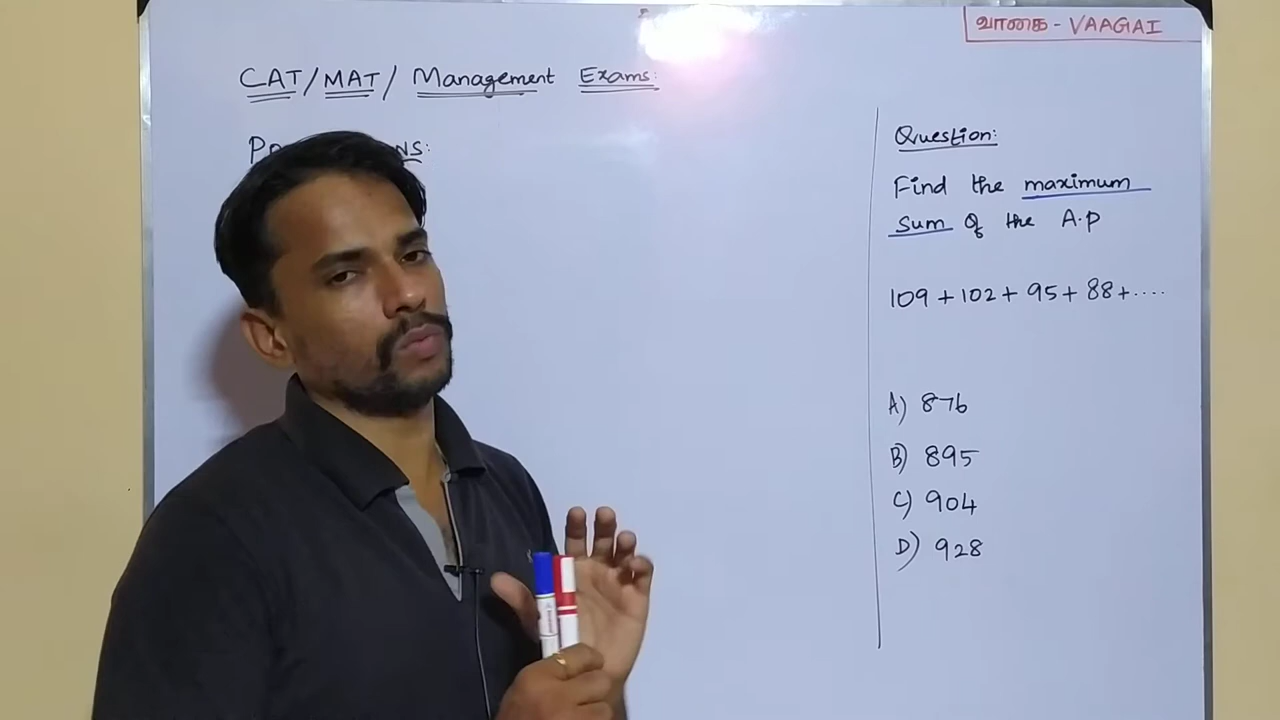 வாகை - VAAGAI
CAT/MAT/ Management Exams:
Question:
Find the maximum
Sum of the A.P
109 + 102 + 95 + 88 + ....
A) 876
B) 895
C) 904
D) 928